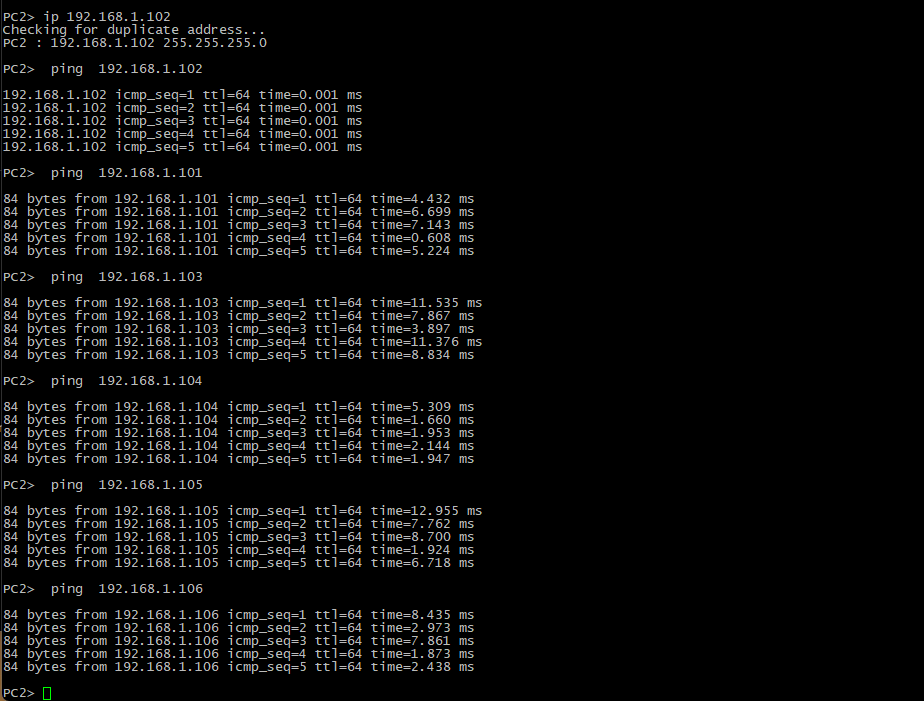 PC2> ip 192.168.1.102
Checking for duplicate address...
PC2 : 192.168.1.102 255.255.255.0
PC2>  ping  192.168.1.102
192.168.1.102 icmp_seq=1 ttl=64 time=0.001 ms
192.168.1.102 icmp_seq=2 ttl=64 time=0.001 ms
192.168.1.102 icmp_seq=3 ttl=64 time=0.001 ms
192.168.1.102 icmp_seq=4 ttl=64 time=0.001 ms
192.168.1.102 icmp_seq=5 ttl=64 time=0.001 ms
PC2>  ping  192.168.1.101
84 bytes from 192.168.1.101 icmp_seq=1 ttl=64 time=4.432 ms
84 bytes from 192.168.1.101 icmp_seq=2 ttl=64 time=6.699 ms
84 bytes from 192.168.1.101 icmp_seq=3 ttl=64 time=7.143 ms
84 bytes from 192.168.1.101 icmp_seq=4 ttl=64 time=0.608 ms
84 bytes from 192.168.1.101 icmp_seq=5 ttl=64 time=5.224 ms
PC2>  ping  192.168.1.103
84 bytes from 192.168.1.103 icmp_seq=1 ttl=64 time=11.535 ms
84 bytes from 192.168.1.103 icmp_seq=2 ttl=64 time=7.867 ms
84 bytes from 192.168.1.103 icmp_seq=3 ttl=64 time=3.897 ms
84 bytes from 192.168.1.103 icmp_seq=4 ttl=64 time=11.376 ms
84 bytes from 192.168.1.103 icmp_seq=5 ttl=64 time=8.834 ms
PC2>  ping  192.168.1.104
84 bytes from 192.168.1.104 icmp_seq=1 ttl=64 time=5.309 ms
84 bytes from 192.168.1.104 icmp_seq=2 ttl=64 time=1.660 ms
84 bytes from 192.168.1.104 icmp_seq=3 ttl=64 time=1.953 ms
84 bytes from 192.168.1.104 icmp_seq=4 ttl=64 time=2.144 ms
84 bytes from 192.168.1.104 icmp_seq=5 ttl=64 time=1.947 ms
PC2>  ping  192.168.1.105
84 bytes from 192.168.1.105 icmp_seq=1 ttl=64 time=12.955 ms
84 bytes from 192.168.1.105 icmp_seq=2 ttl=64 time=7.762 ms
84 bytes from 192.168.1.105 icmp_seq=3 ttl=64 time=8.700 ms
84 bytes from 192.168.1.105 icmp_seq=4 ttl=64 time=1.924 ms
84 bytes from 192.168.1.105 icmp_seq=5 ttl=64 time=6.718 ms
PC2>  ping  192.168.1.106
84 bytes from 192.168.1.106 icmp_seq=1 ttl=64 time=8.435 ms
84 bytes from 192.168.1.106 icmp_seq=2 ttl=64 time=2.973 ms
84 bytes from 192.168.1.106 icmp_seq=3 ttl=64 time=7.861 ms
84 bytes from 192.168.1.106 icmp_seq=4 ttl=64 time=1.873 ms
84 bytes from 192.168.1.106 icmp_seq=5 ttl=64 time=2.438 ms
PC2>